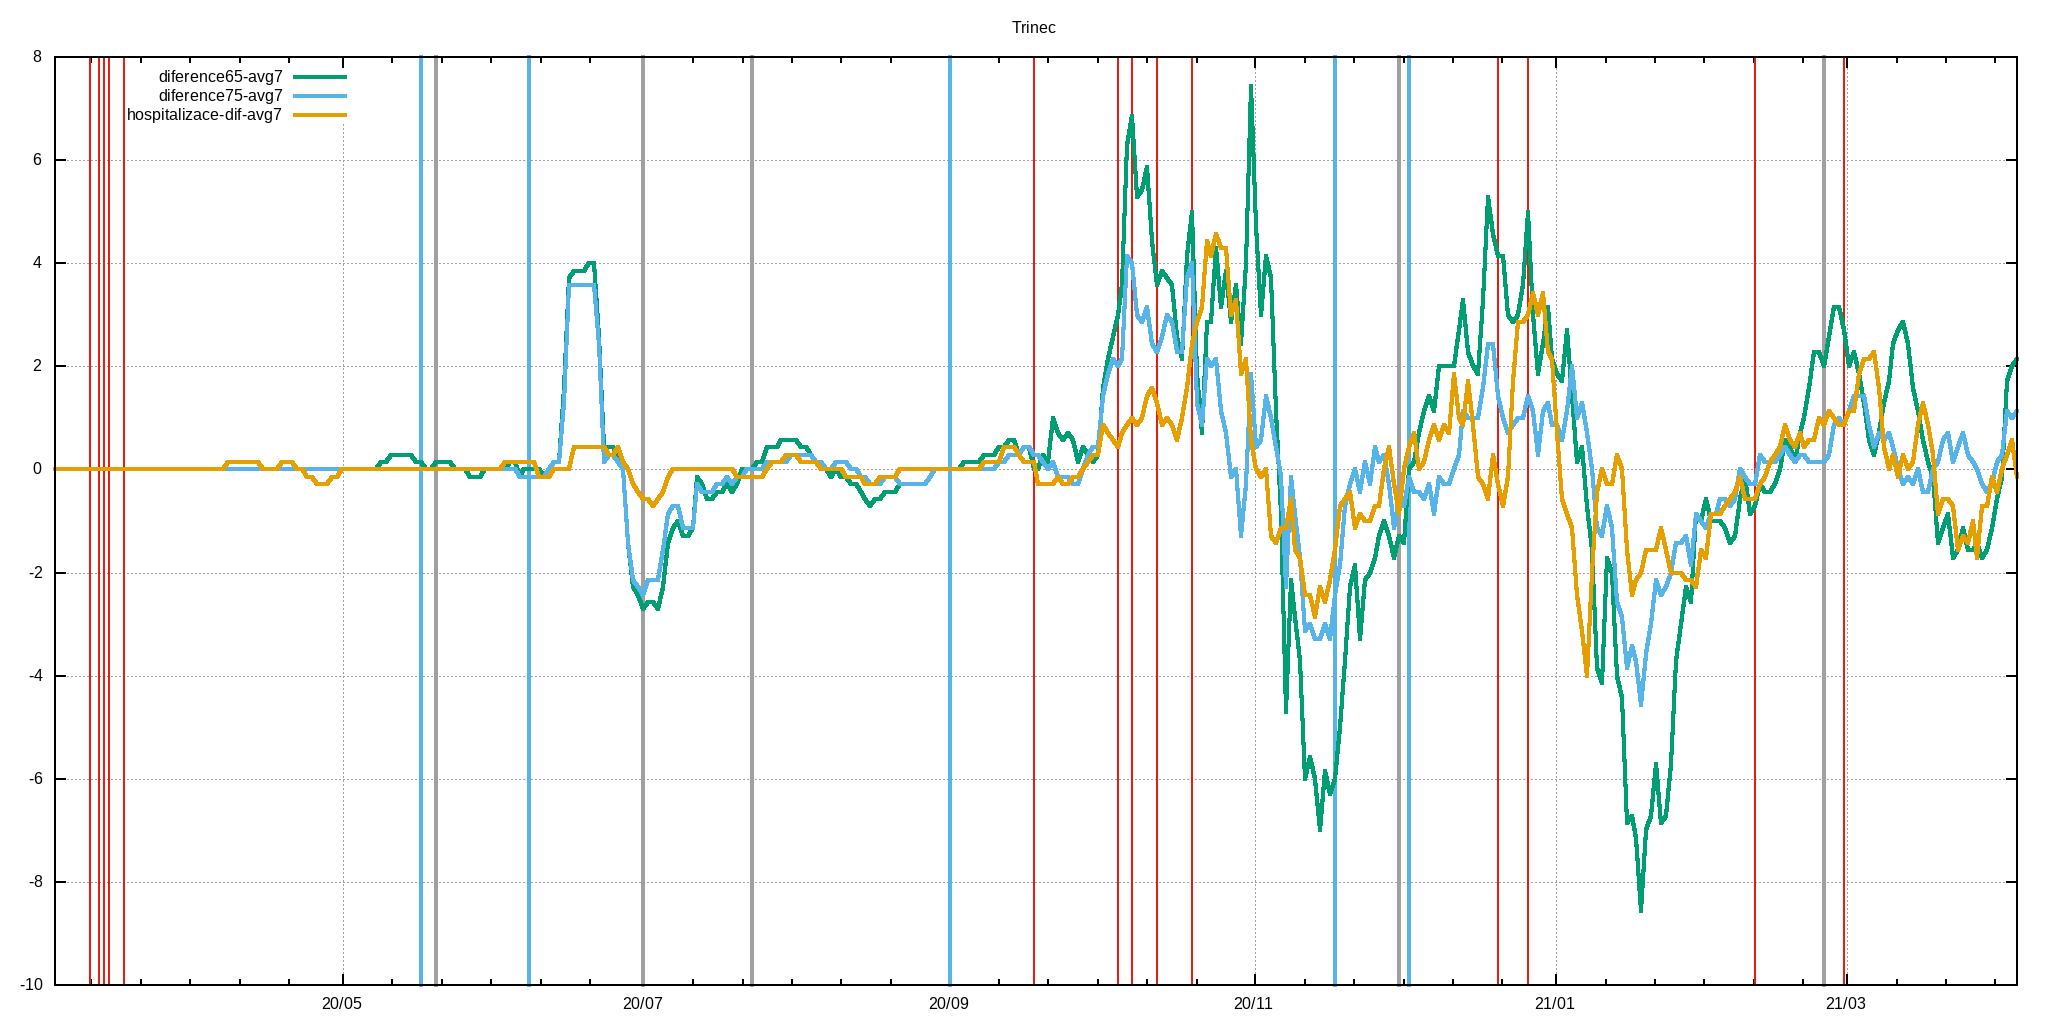 Trinec
diference65-avg7
diference75-avg7
hospitalizace-dif-avg7
8
6
4
2
0
-2
-4
-6
-8
-10
20/05 20/07 20/09 20/11 21/01 21/03